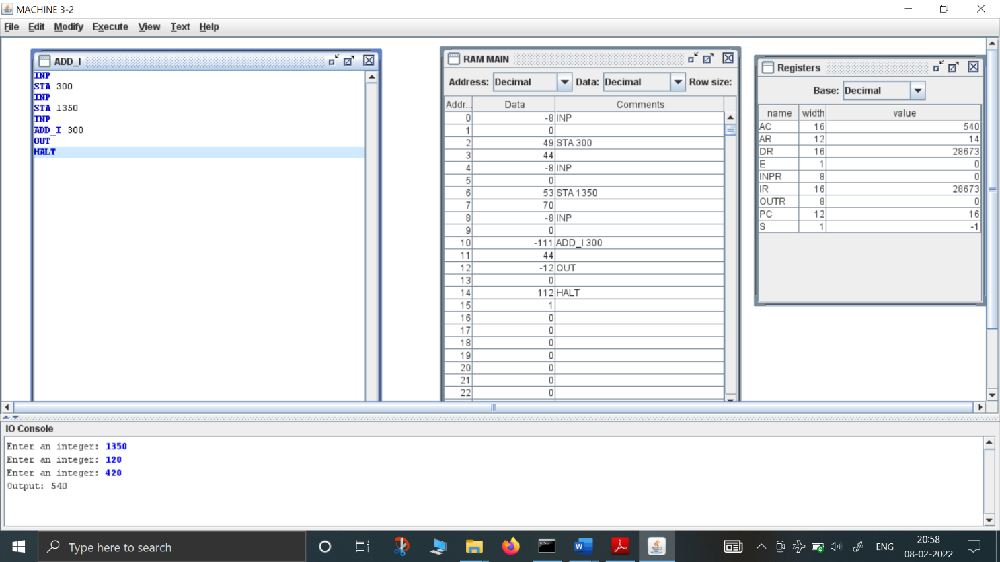 MACHINE 3-2
File Edit Modify Execute View Text Help
ADD_I
INP
STA 300
INP
STA 1350
INP
ADD_I 300
OUT
HALT
RAM MAIN
Address: Decimal Data: Decimal Row size:
Addr... Data Comments
0 -8 INP
1 0
2 49 STA 300
3 44
4 -8 INP
5 0
6 53 STA 1350
7 70
8 -8 INP
9 0
10 -111 ADD_I 300
11 44
12 -12 OUT
13 0
14 112 HALT
15 1
16 0
17 0
18 0
19 0
20 0
21 0
22 0
Registers
Base: Decimal
name width value
AC 16 540
AR 12 14
DR 16 28673
E 1 0
INPR 8 0
IR 16 28673
OUTR 8 0
PC 12 16
S 1 -1
IO Console
Enter an integer: 1350
Enter an integer: 120
Enter an integer: 420
Output: 540
Type here to search
ENG
20:58
08-02-2022